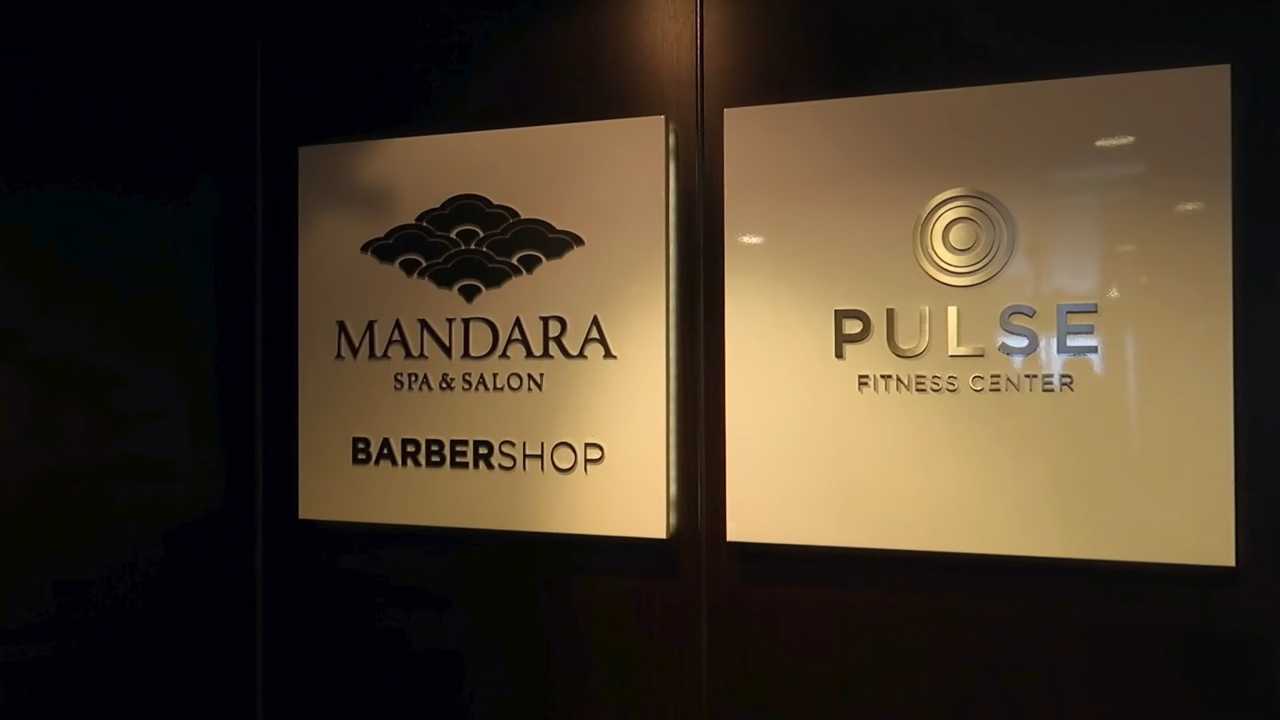 MANDARA
SPA & SALON
BARBERSHOP
PULSE
FITNESS CENTER